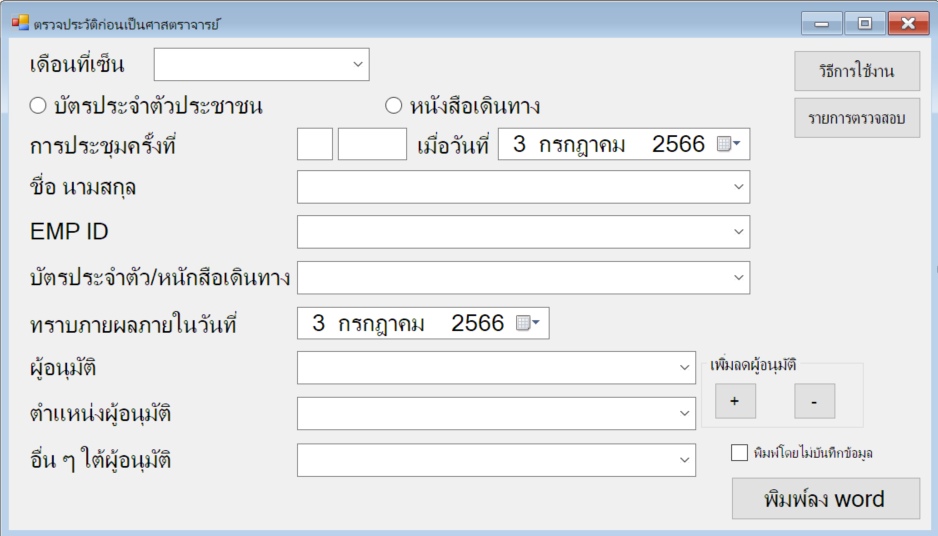 ตรวจประวัติก่อนเป็นศาสตราจารย์
เดือนที่เซ็น
วิธีการใช้งาน
บัตรประจำตัวประชาชน หนังสือเดินทาง
รายการตรวจสอบ
การประชุมครั้งที่ เมื่อวันที่ 3 กรกฎาคม 2566
ชื่อ นามสกุล
EMP ID
บัตรประจำตัว/หนักสือเดินทาง
ทราบภายผลภายในวันที่ 3 กรกฎาคม 2566
ผู้อนุมัติ
เพิ่มลดผู้อนุมัติ
+ -
ตำแหน่งผู้อนุมัติ
อื่น ๆ ใต้ผู้อนุมัติ
พิมพ์โดยไม่บันทึกข้อมูล
พิมพ์ลง word